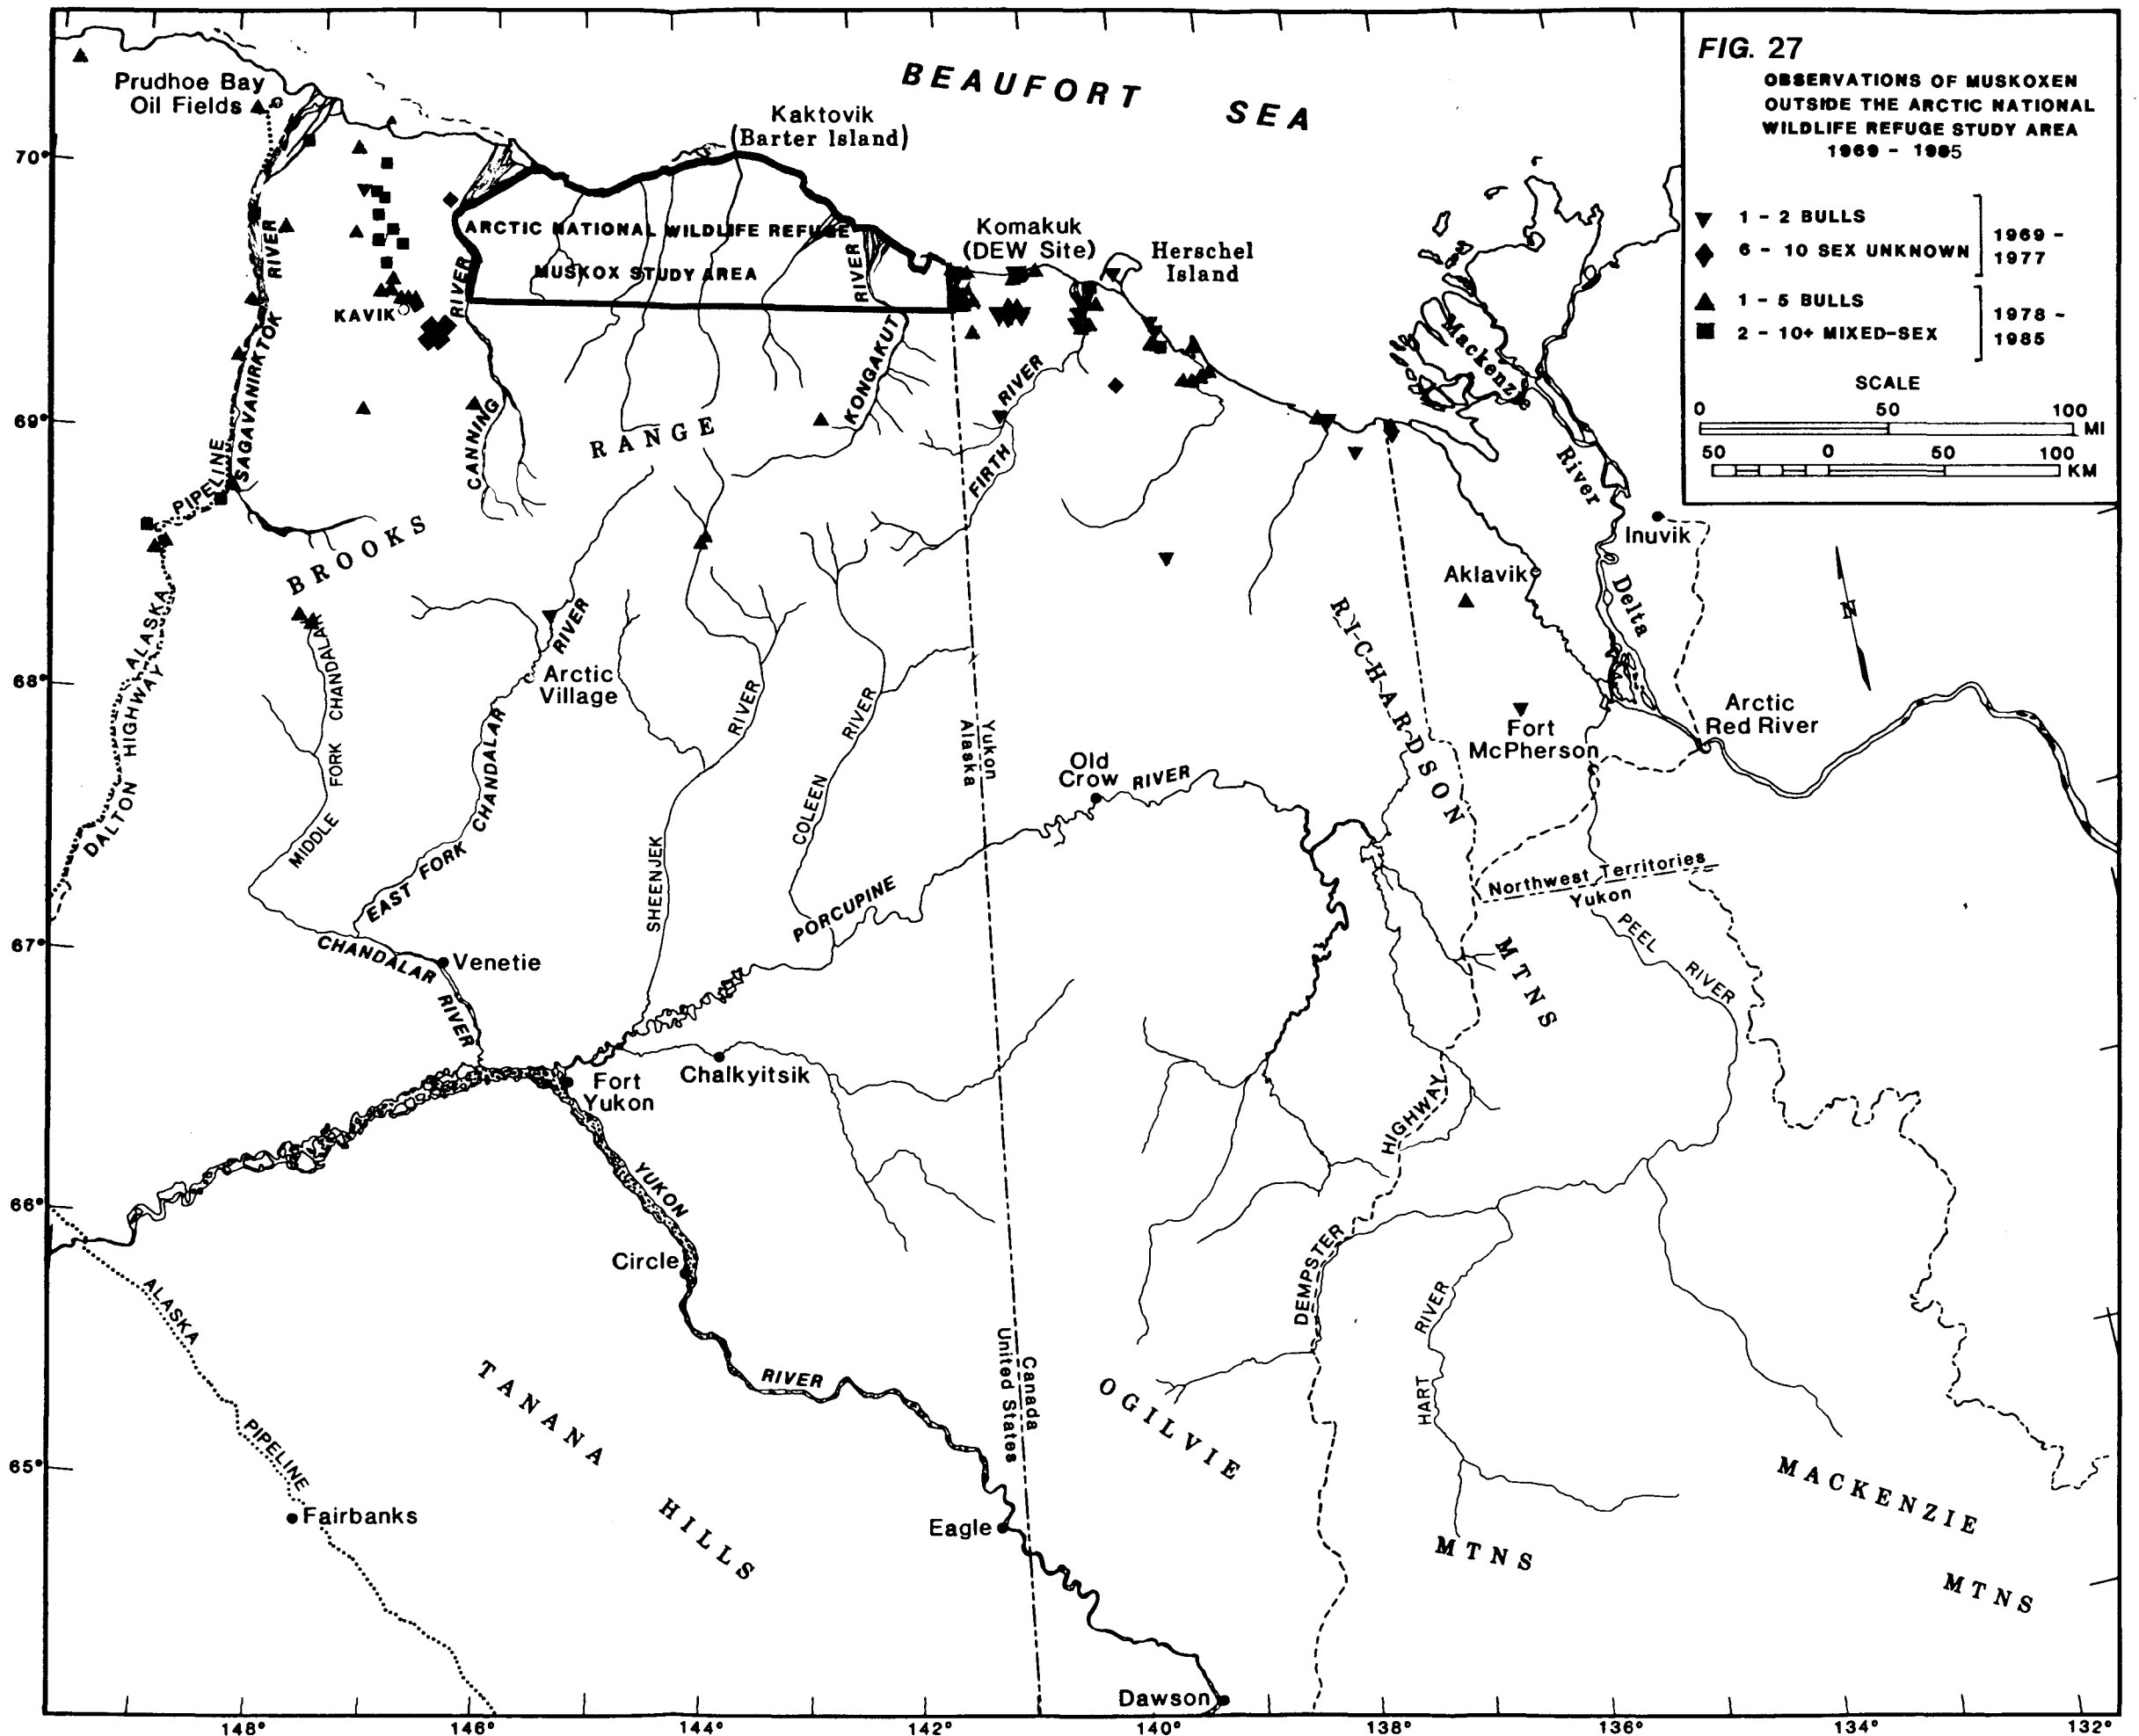 FIG. 27
OBSERVATIONS OF MUSKOXEN
OUTSIDE THE ARCTIC NATIONAL
WILDLIFE REFUGE STUDY AREA
1969 - 1985
1 - 2 BULLS
6 - 10 SEX UNKNOWN
1969 -
1977
1 - 5 BULLS
2 - 10+ MIXED-SEX
1978 -
1985
SCALE
0 50 100
MI
50 0 50 100
KM
BEAUFORT SEA
Prudhoe Bay
Oil Fields
Kaktovik
(Barter Island)
ARCTIC NATIONAL WILDLIFE REFUGE
MUSKOX STUDY AREA
Komakuk
(DEW Site)
Herschel
Island
KAVIK
RIVER
SAGAVANIRKTOK
RIVER
CANNING
RIVER
KONGAKUT
RIVER
FIRTH
Mackenzie
River
Delta
BROOKS
RANGE
PIPELINE
ALASKA
DALTON HIGHWAY
Inuvik
Aklavik
RICHARDSON
MTNS
Arctic
Village
RIVER
CHANDALAR
EAST FORK
MIDDLE
FORK
CHANDALAR
RIVER
SHEENJEK
RIVER
COLEEN
Yukon
Alaska
Old
Crow
RIVER
PORCUPINE
Fort
McPherson
Arctic
Red River
Northwest Territories
Yukon
PEEL
RIVER
CHANDALAR
RIVER
Venetie
Fort
Yukon
Chalkyitsik
YUKON
RIVER
Circle
HIGHWAY
DEMPSTER
RIVER
HART
ALASKA
PIPELINE
Fairbanks
TANANA
HILLS
United States
Canada
Eagle
Dawson
OGILVIE
MTNS
MACKENZIE
MTNS
N
70°
69°
68°
67°
66°
65°
148° 146° 144° 142° 140° 138° 136° 134° 132°